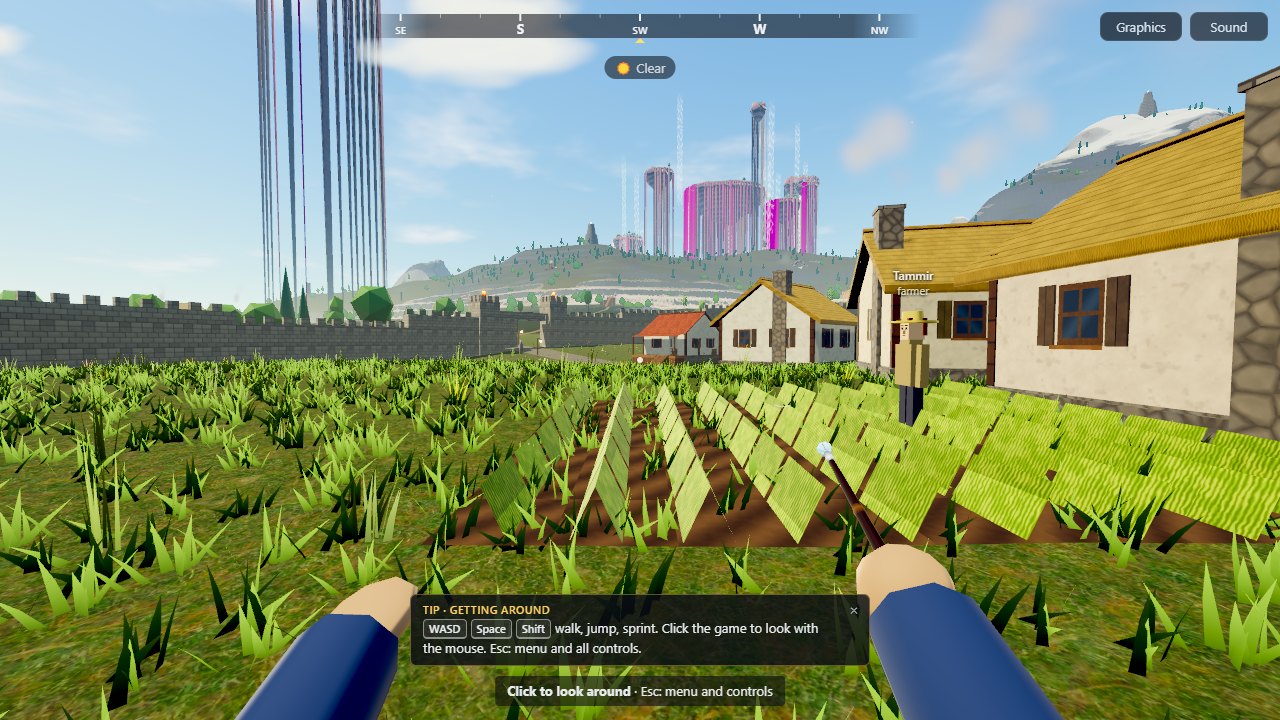 SE S SW W NW
Graphics
Sound
Clear
Tammir
farmer
TIP · GETTING AROUND
WASD Space Shift walk, jump, sprint. Click the game to look with
the mouse. Esc: menu and all controls.
Click to look around · Esc: menu and controls